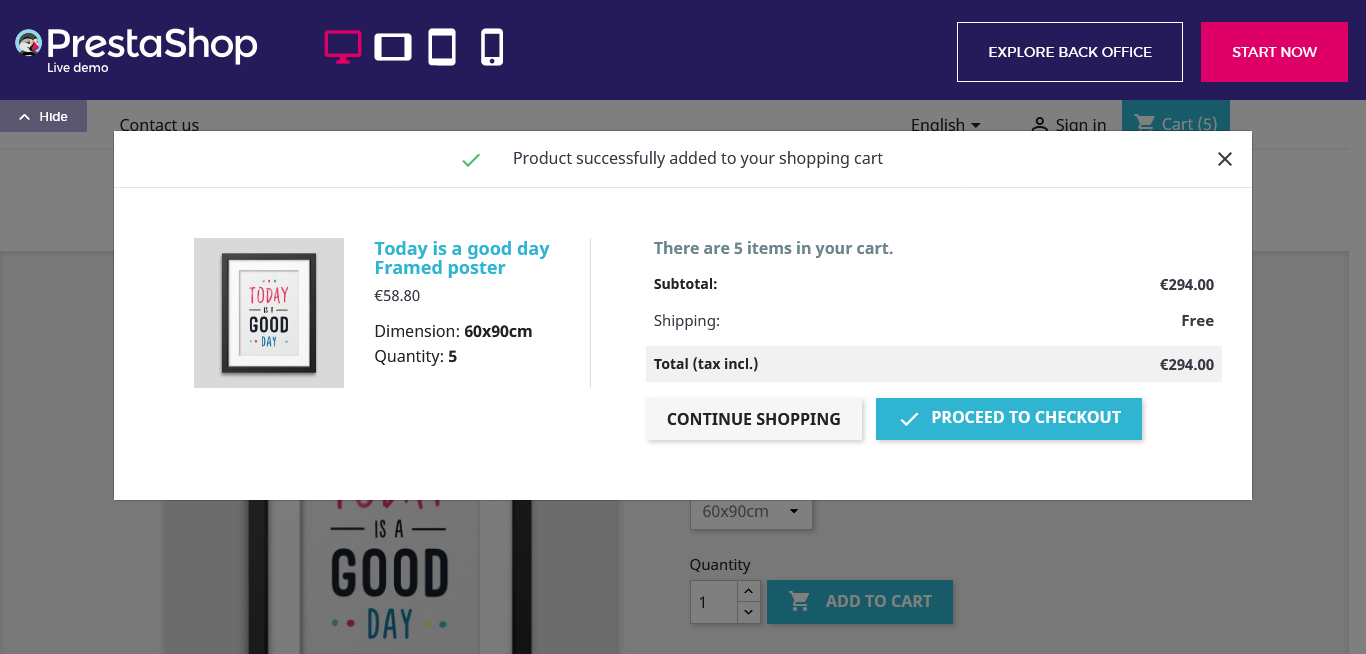 PrestaShop
Live demo
EXPLORE BACK OFFICE
START NOW
Hide
Contact us
English
Sign in
Cart (5)
Product successfully added to your shopping cart
TODAY
IS A
GOOD
DAY
Today is a good day
Framed poster
€58.80
Dimension: 60x90cm
Quantity: 5
There are 5 items in your cart.
Subtotal: €294.00
Shipping: Free
Total (tax incl.) €294.00
CONTINUE SHOPPING
PROCEED TO CHECKOUT
TODAY
IS A
GOOD
DAY
60x90cm
Quantity
1
ADD TO CART